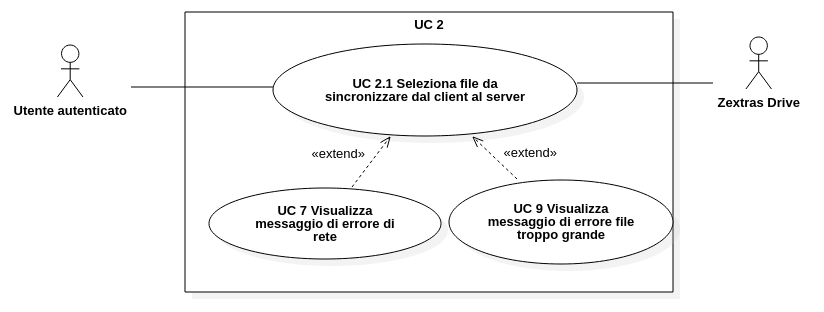 UC 2
Utente autenticato
UC 2.1 Seleziona file da
sincronizzare dal client al server
Zextras Drive
«extend»
«extend»
UC 7 Visualizza
messaggio di errore di
rete
UC 9 Visualizza
messaggio di errore file
troppo grande